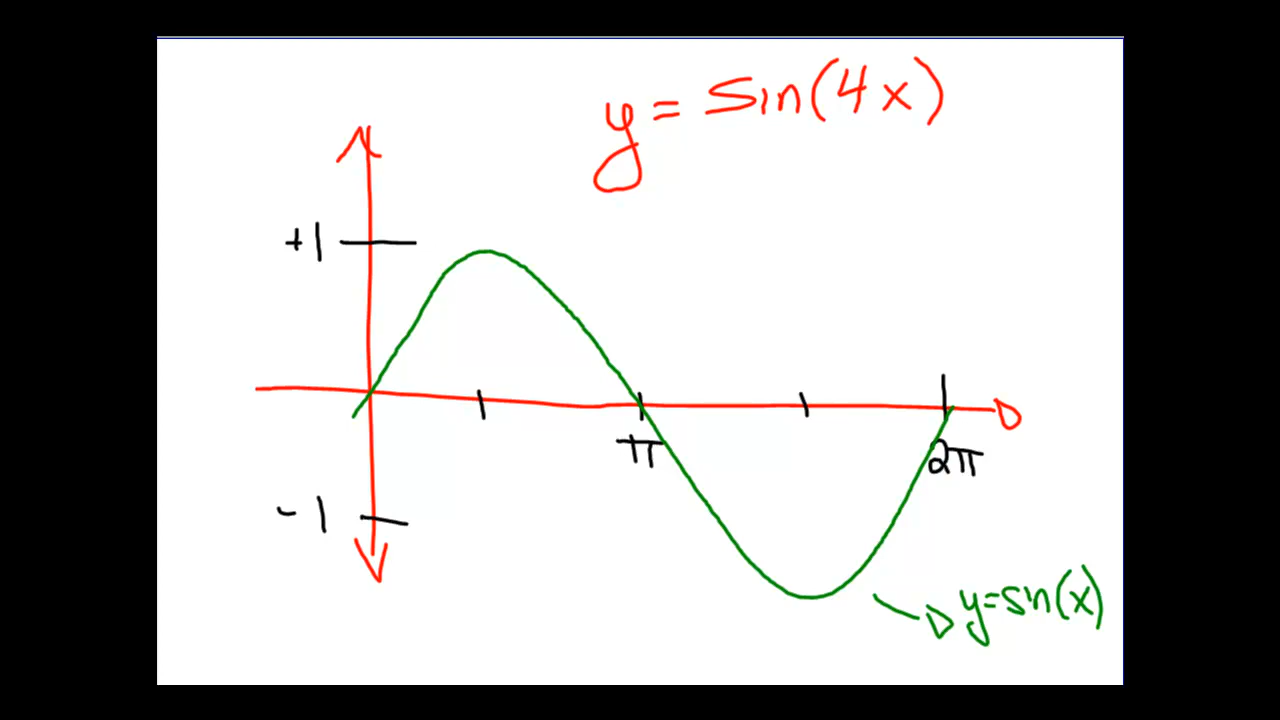 y = sin(4x)
+1
π
2π
-1
y=sin(x)